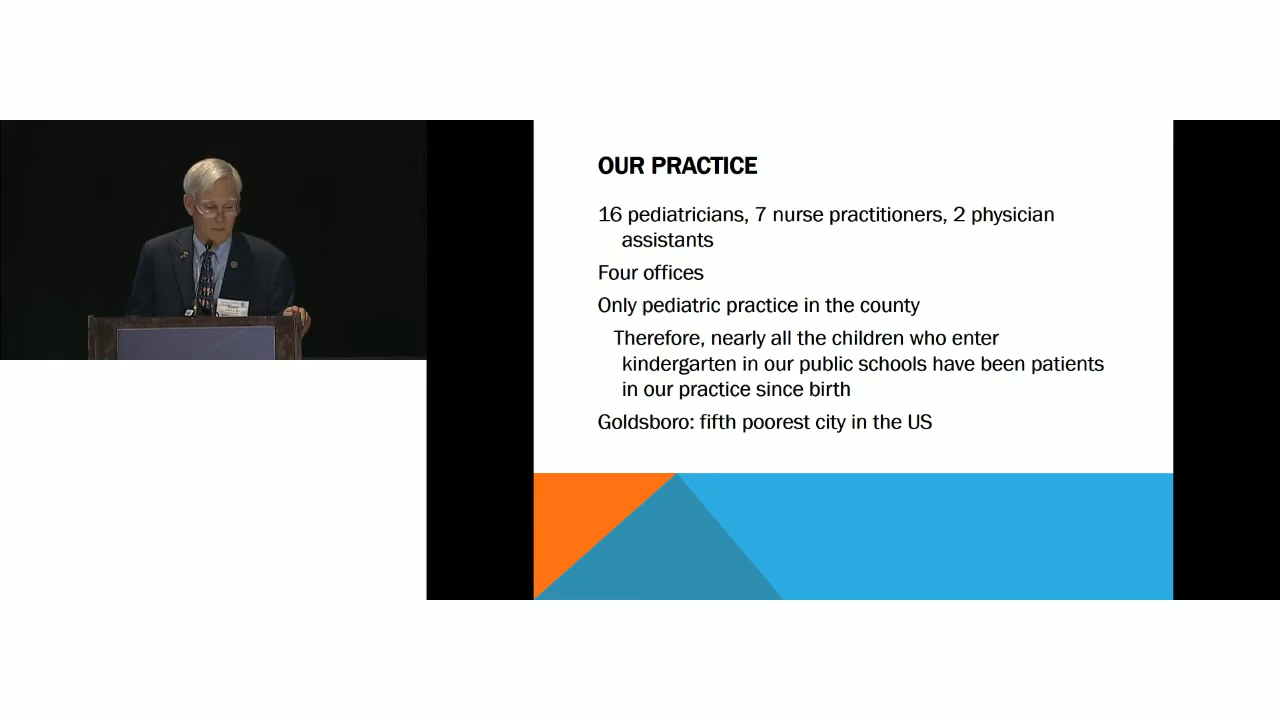 OUR PRACTICE
16 pediatricians, 7 nurse practitioners, 2 physician
assistants
Four offices
Only pediatric practice in the county
Therefore, nearly all the children who enter
kindergarten in our public schools have been patients
in our practice since birth
Goldsboro: fifth poorest city in the US